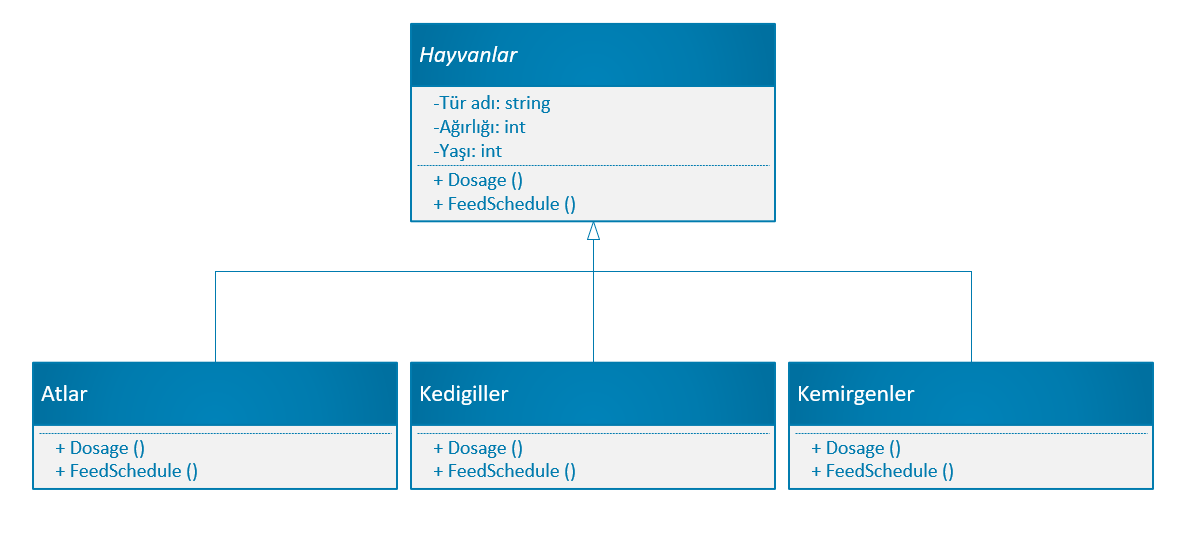 Hayvanlar
-Tür adı: string
-Ağırlığı: int
-Yaşı: int
+ Dosage ()
+ FeedSchedule ()
Atlar
+ Dosage ()
+ FeedSchedule ()
Kedigiller
+ Dosage ()
+ FeedSchedule ()
Kemirgenler
+ Dosage ()
+ FeedSchedule ()